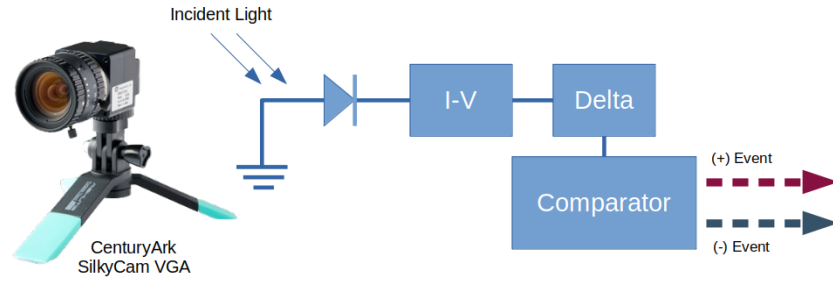 Incident Light
I-V
Delta
(+) Event
Comparator
(-) Event
CenturyArk
SilkyCam VGA